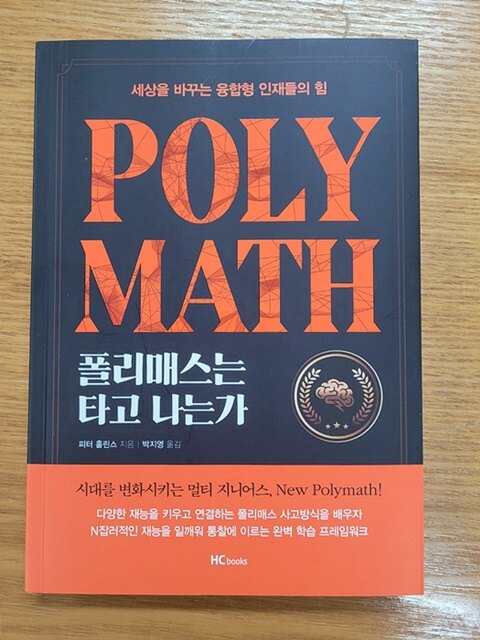 세상을 바꾸는 융합형 인재들의 힘
POLY
MATH
폴리매스는
타고 나는가
피터 홀린스 지음 | 박지영 옮김
시대를 변화시키는 멀티 지니어스, New Polymath!
다양한 재능을 키우고 연결하는 폴리매스 사고방식을 배우자
N잡러적인 재능을 일깨워 통찰에 이르는 완벽 학습 프레임워크
HC books